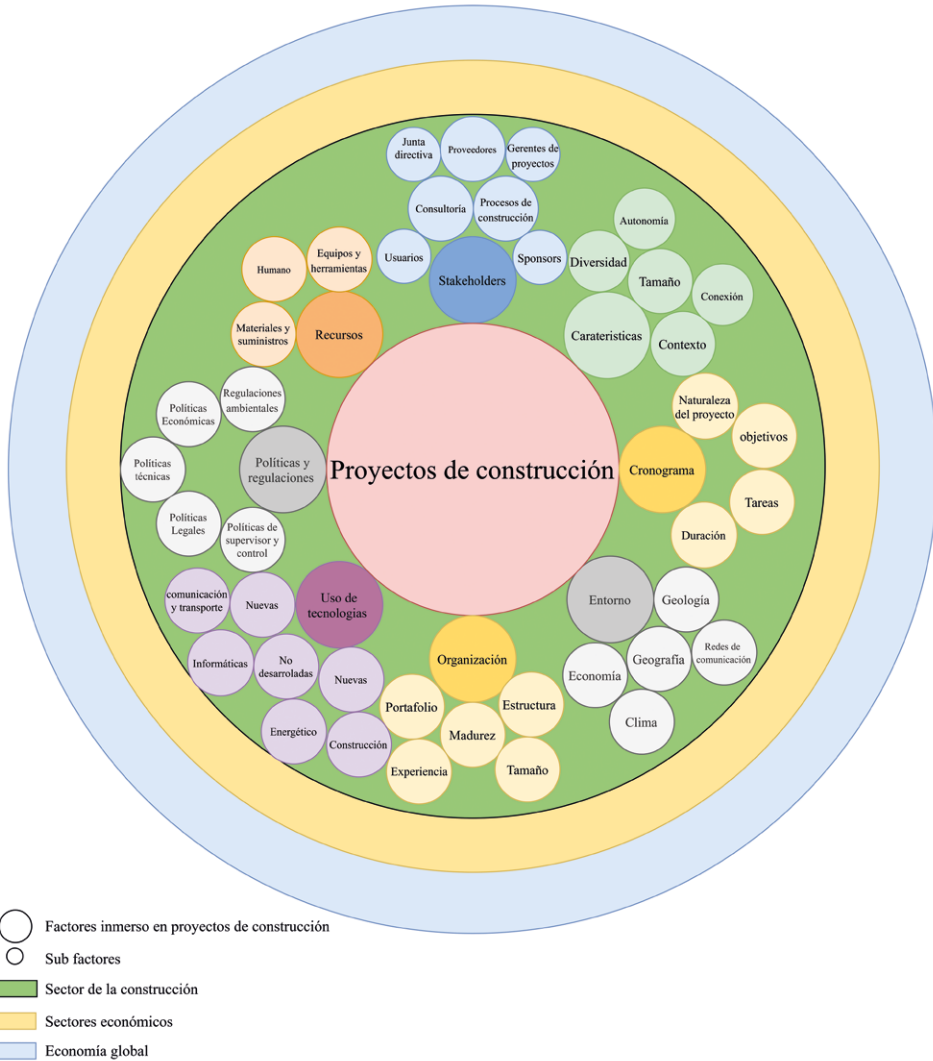 Junta
directiva
Proveedores
Gerentes de
proyectos
Consultoría
Procesos de
construcción
Usuarios
Sponsors
Stakeholders
Autonomía
Diversidad
Tamaño
Conexión
Carateristicas
Contexto
Humano
Equipos y
herramientas
Materiales y
suministros
Recursos
Regulaciones
ambientales
Políticas
Económicas
Políticas
técnicas
Políticas y
regulaciones
Políticas
Legales
Políticas de
supervisor y
control
Proyectos de construcción
Naturaleza
del proyecto
objetivos
Cronograma
Tareas
Duración
comunicación
y transporte
Nuevas
Uso de
tecnologías
Informáticas
No
desarroladas
Nuevas
Energético
Construcción
Organización
Portafolio
Estructura
Madurez
Experiencia
Tamaño
Entorno
Geología
Economía
Geografía
Redes de
comunicación
Clima
Factores inmerso en proyectos de construcción
Sub factores
Sector de la construcción
Sectores económicos
Economía global